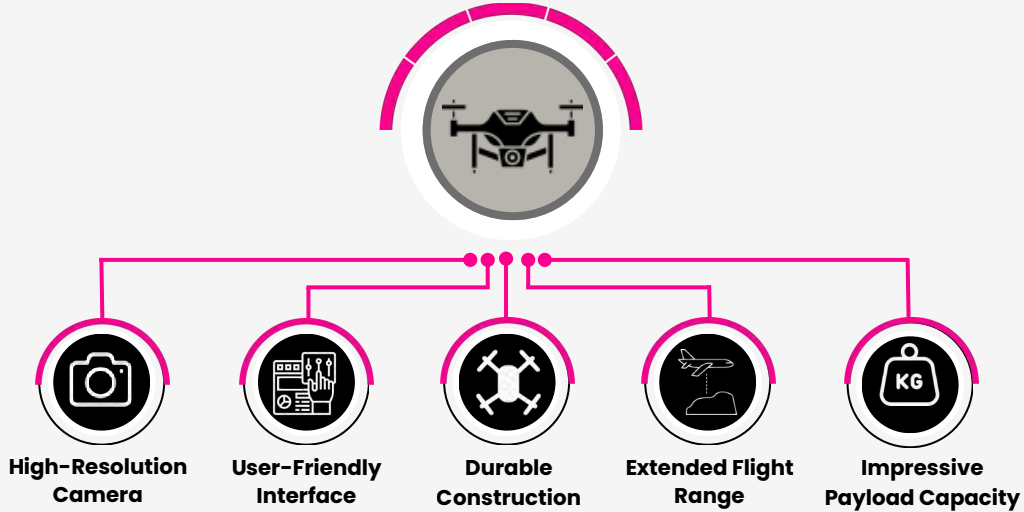 KG
High-Resolution
Camera
User-Friendly
Interface
Durable
Construction
Extended Flight
Range
Impressive
Payload Capacity